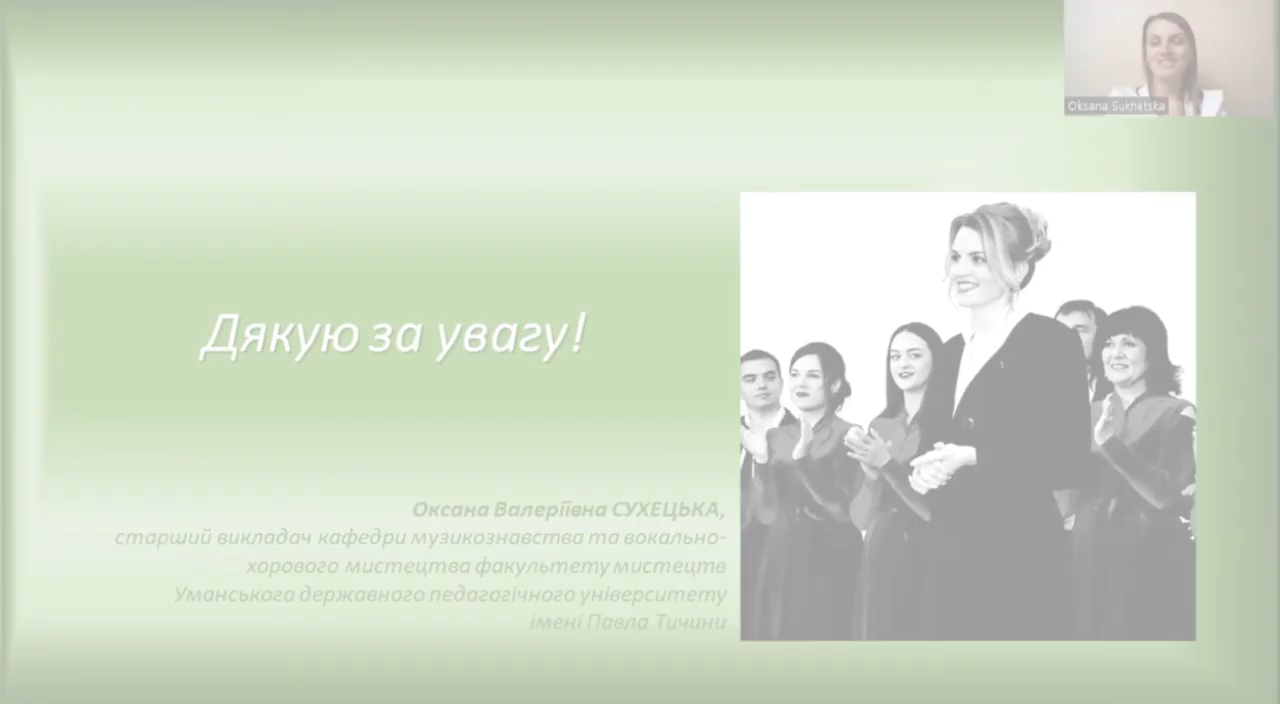 Oksana Sukhetska
Дякую за увагу!
Оксана Валеріївна СУХЕЦЬКА,
старший викладач кафедри музикознавства та вокально-
хорового мистецтва факультету мистецтв
Уманського державного педагогічного університету
імені Павла Тичини